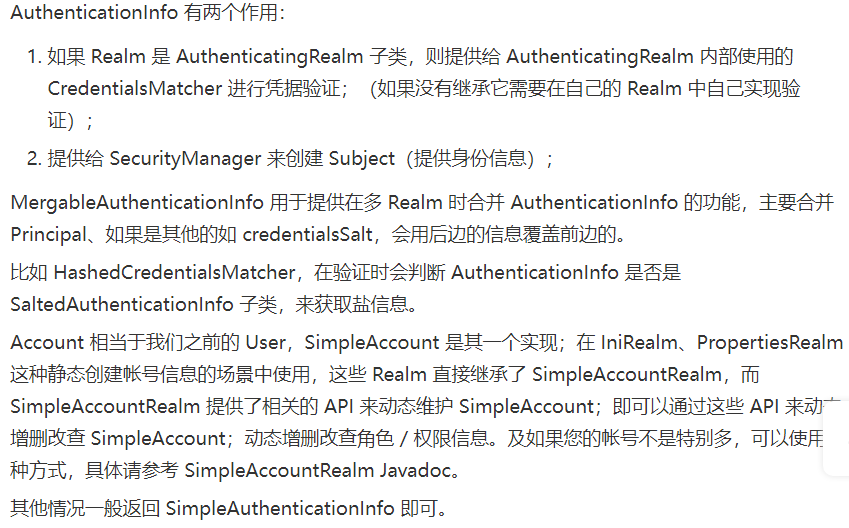 AuthenticationInfo 有两个作用：
1. 如果 Realm 是 AuthenticatingRealm 子类，则提供给 AuthenticatingRealm 内部使用的
CredentialsMatcher 进行凭据验证；（如果没有继承它需要在自己的 Realm 中自己实现验
证）；
2. 提供给 SecurityManager 来创建 Subject（提供身份信息）；
MergableAuthenticationInfo 用于提供在多 Realm 时合并 AuthenticationInfo 的功能，主要合并
Principal、如果是其他的如 credentialsSalt，会用后边的信息覆盖前边的。
比如 HashedCredentialsMatcher，在验证时会判断 AuthenticationInfo 是否是
SaltedAuthenticationInfo 子类，来获取盐信息。
Account 相当于我们之前的 User，SimpleAccount 是其一个实现；在 IniRealm、PropertiesRealm
这种静态创建帐号信息的场景中使用，这些 Realm 直接继承了 SimpleAccountRealm，而
SimpleAccountRealm 提供了相关的 API 来动态维护 SimpleAccount；即可以通过这些 API 来动
增删改查 SimpleAccount；动态增删改查角色 / 权限信息。及如果您的帐号不是特别多，可以使用
种方式，具体请参考 SimpleAccountRealm Javadoc。
其他情况一般返回 SimpleAuthenticationInfo 即可。